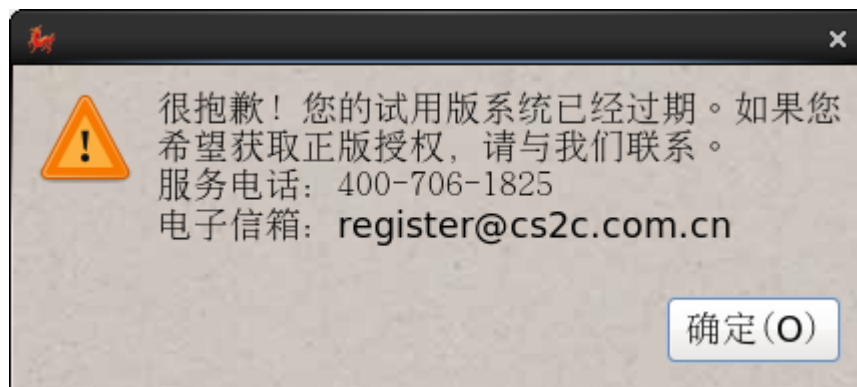 很抱歉！您的试用版系统已经过期。如果您
希望获取正版授权，请与我们联系。
服务电话：400-706-1825
电子信箱：register@cs2c.com.cn
确定(O)